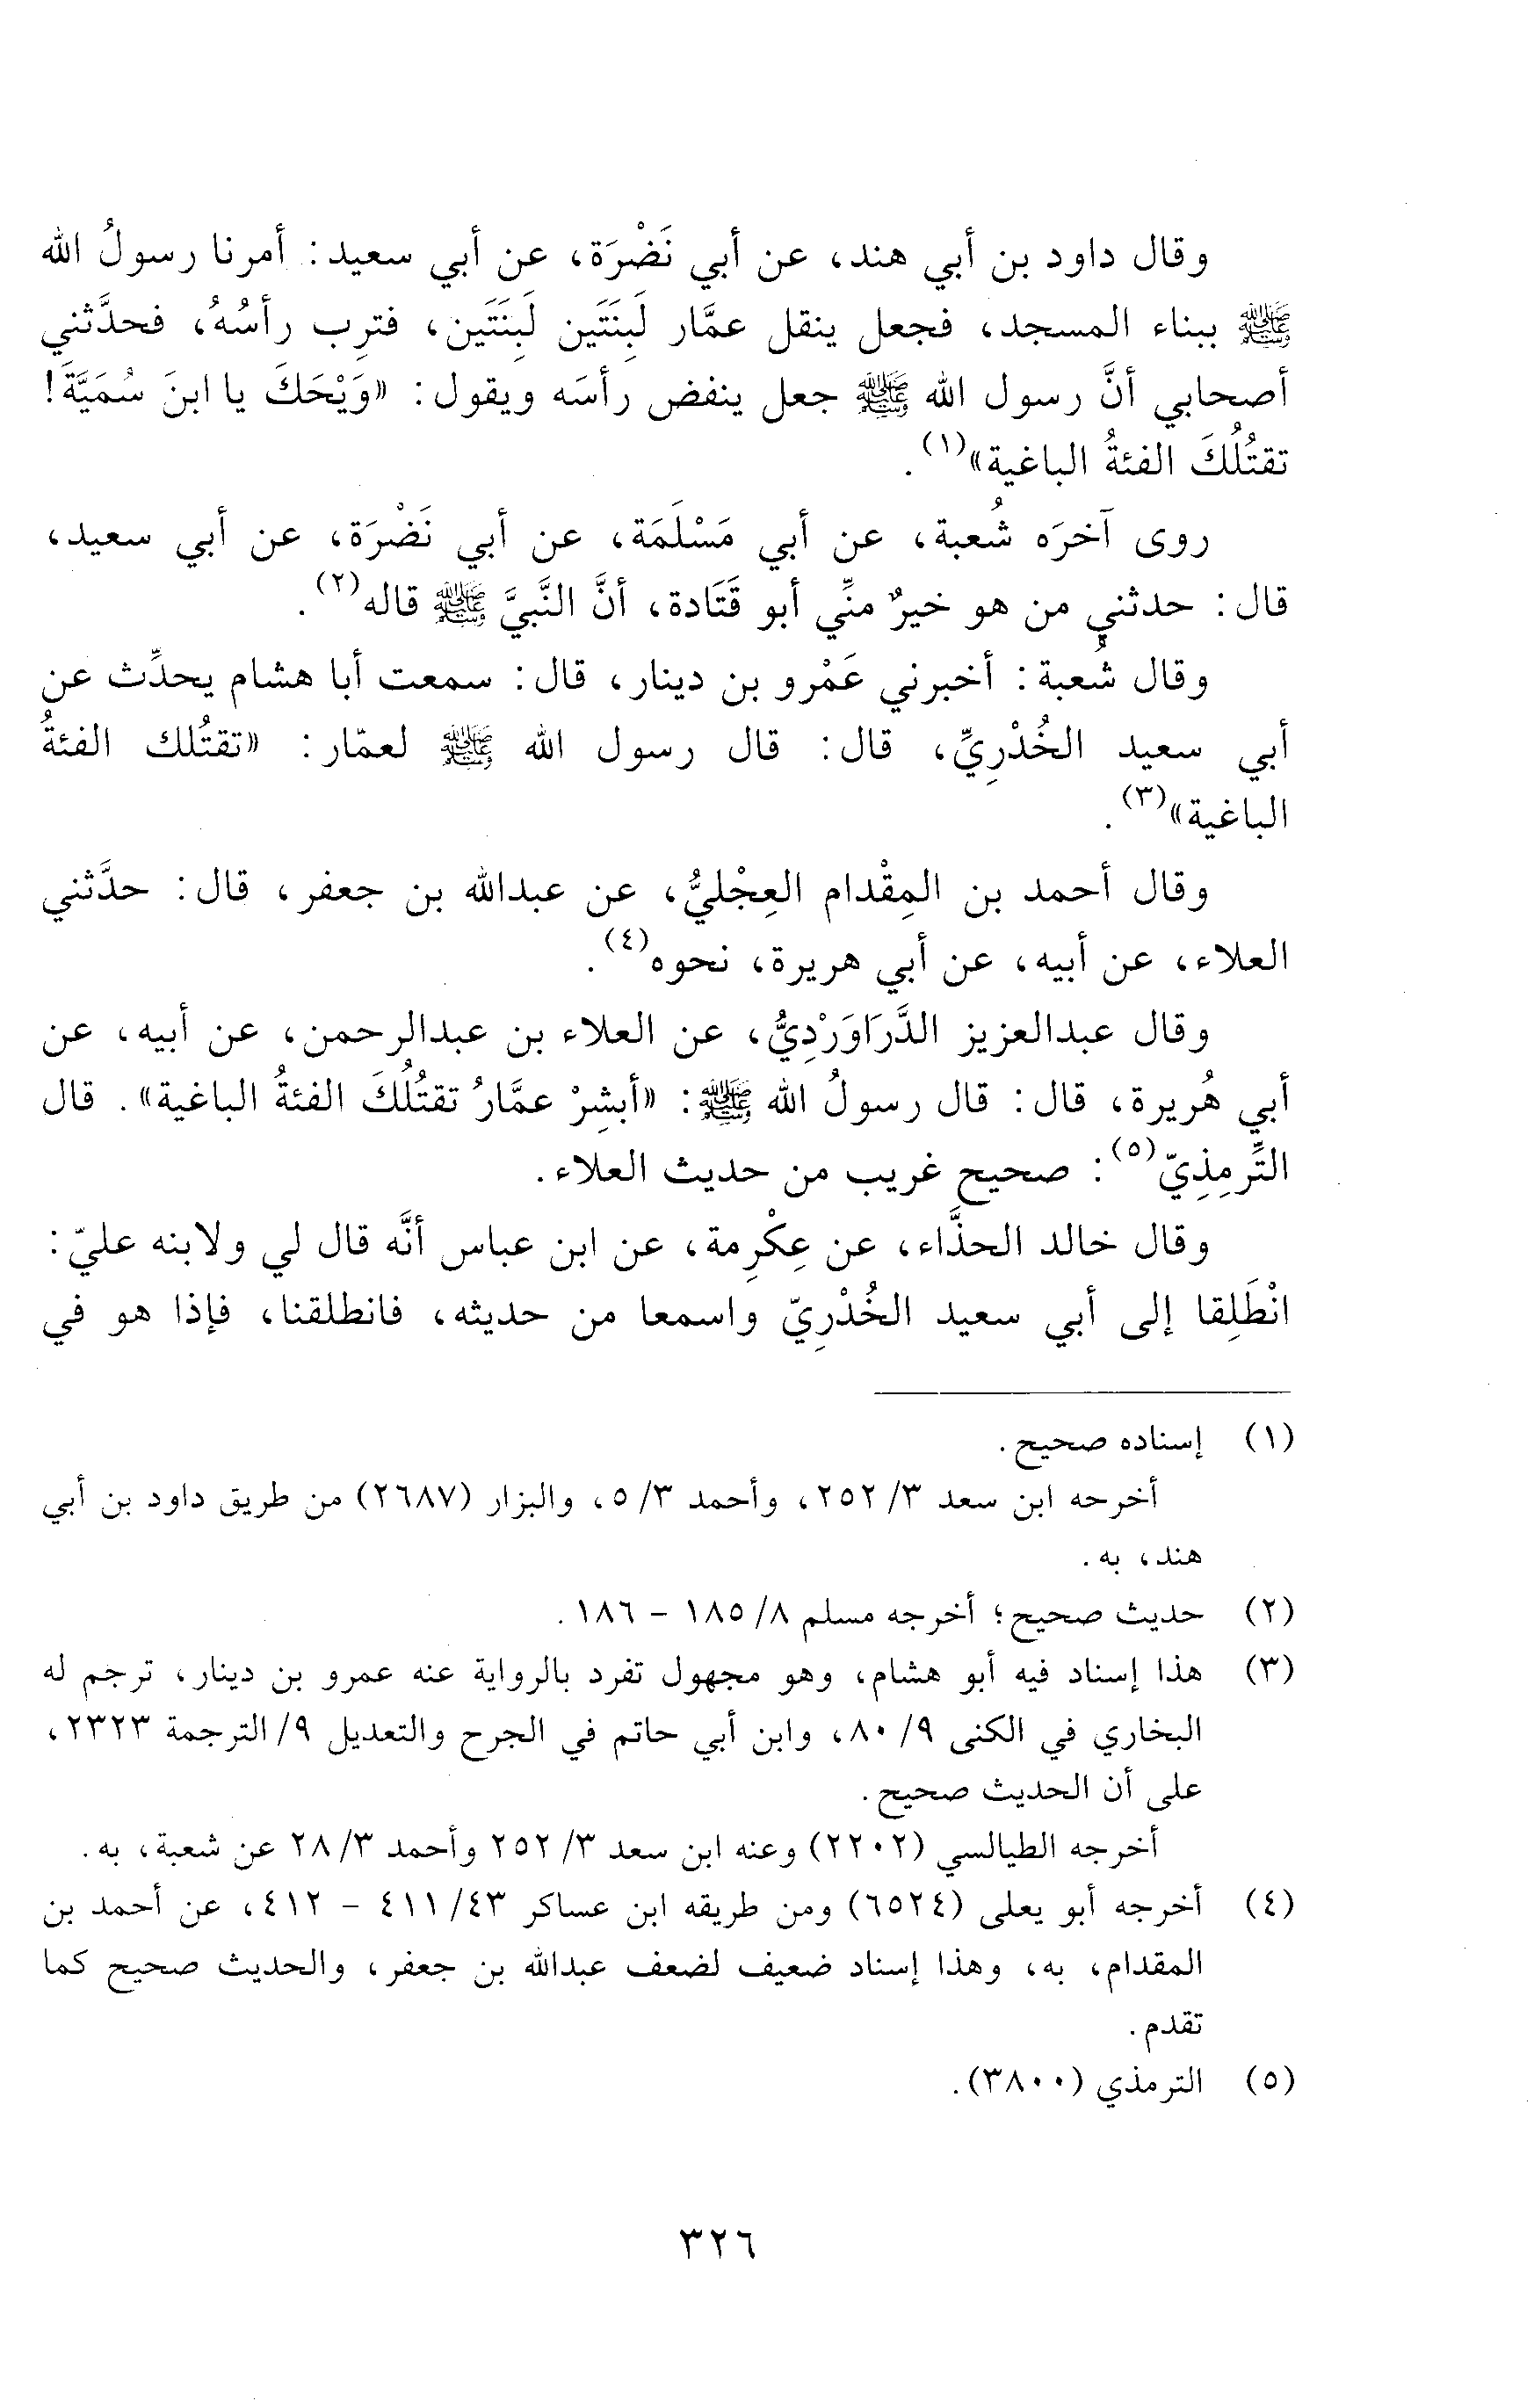 وقال داود بن أبي هند، عن أبي نَضْرَة، عن أبي سعيد: أمرنا رسولُ الله
ﷺ ببناء المسجد، فجعل ينقل عمَّار لَبِنَتَين لَبِنَتَين، فترِب رأسُهُ، فحدَّثني
أصحابي أنَّ رسول الله ﷺ جعل ينفض رأسَه ويقول: «وَيْحَكَ يا ابنَ سُمَيَّةَ!
تقتُلُكَ الفئةُ الباغية»(١).
روى آخرَه شُعبة، عن أبي مَسْلَمَة، عن أبي نَضْرَة، عن أبي سعيد،
قال: حدثني من هو خيرٌ منِّي أبو قَتَادة، أنَّ النَّبيَّ ﷺ قاله(٢).
وقال شُعبة: أخبرني عَمْرو بن دينار، قال: سمعت أبا هشام يحدِّث عن
أبي سعيد الخُدْرِيِّ، قال: قال رسول الله ﷺ لعمّار: «تقتُلك الفئةُ
الباغية»(٣).
وقال أحمد بن المِقْدام العِجْليُّ، عن عبدالله بن جعفر، قال: حدَّثني
العلاء، عن أبيه، عن أبي هريرة، نحوه(٤).
وقال عبدالعزيز الدَّرَاوَرْدِيُّ، عن العلاء بن عبدالرحمن، عن أبيه، عن
أبي هُريرة، قال: قال رسولُ الله ﷺ: «أبشِرْ عمَّارُ تقتُلُكَ الفئةُ الباغية». قال
التِّرمِذِيّ(٥): صحيح غريب من حديث العلاء.
وقال خالد الحذَّاء، عن عِكْرِمة، عن ابن عباس أنَّه قال لي ولابنه عليّ:
انْطَلِقا إلى أبي سعيد الخُدْرِيّ واسمعا من حديثه، فانطلقنا، فإذا هو في
(١) إسناده صحيح.
أخرحه ابن سعد ٣/ ٢٥٢، وأحمد ٣/ ٥، والبزار (٢٦٨٧) من طريق داود بن أبي
هند، به.
(٢) حديث صحيح؛ أخرجه مسلم ٨/ ١٨٥ - ١٨٦.
(٣) هذا إسناد فيه أبو هشام، وهو مجهول تفرد بالرواية عنه عمرو بن دينار، ترجم له
البخاري في الكنى ٩/ ٨٠، وابن أبي حاتم في الجرح والتعديل ٩/ الترجمة ٢٣٢٣،
على أن الحديث صحيح.
أخرجه الطيالسي (٢٢٠٢) وعنه ابن سعد ٣/ ٢٥٢ وأحمد ٣/ ٢٨ عن شعبة، به.
(٤) أخرجه أبو يعلى (٦٥٢٤) ومن طريقه ابن عساكر ٤٣/ ٤١١ - ٤١٢، عن أحمد بن
المقدام، به، وهذا إسناد ضعيف لضعف عبدالله بن جعفر، والحديث صحيح كما
تقدم.
(٥) الترمذي (٣٨٠٠).
٣٢٦